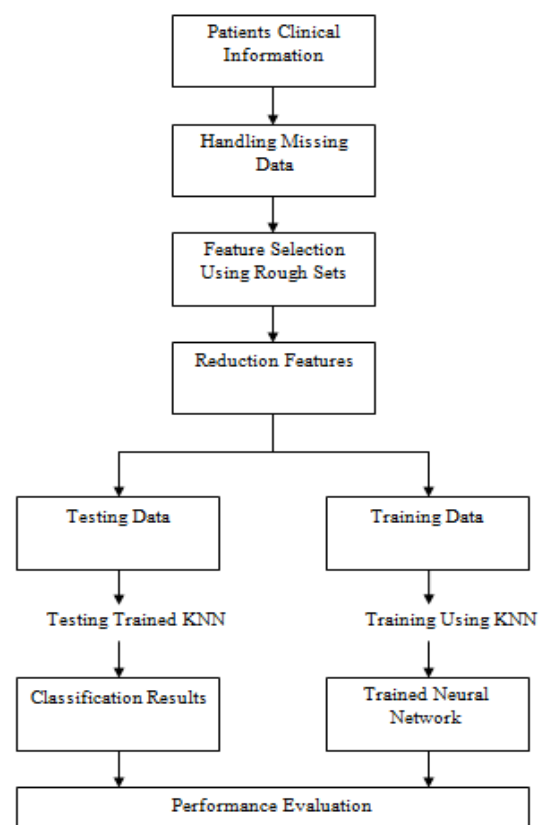 Patients Clinical
Information
Handling Missing
Data
Feature Selection
Using Rough Sets
Reduction Features
Testing Data
Training Data
Testing Trained KNN
Training Using KNN
Classification Results
Trained Neural
Network
Performance Evaluation